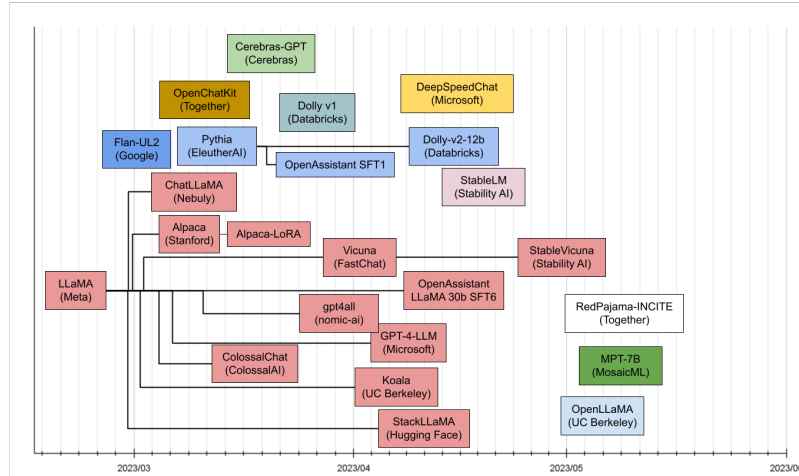 Cerebras-GPT
(Cerebras)
OpenChatKit
(Together)
Dolly v1
(Databricks)
DeepSpeedChat
(Microsoft)
Flan-UL2
(Google)
Pythia
(EleutherAI)
OpenAssistant SFT1
Dolly-v2-12b
(Databricks)
StableLM
(Stability AI)
ChatLLaMA
(Nebuly)
Alpaca
(Stanford)
Alpaca-LoRA
Vicuna
(FastChat)
StableVicuna
(Stability AI)
LLaMA
(Meta)
OpenAssistant
LLaMA 30b SFT6
gpt4all
(nomic-ai)
RedPajama-INCITE
(Together)
GPT-4-LLM
(Microsoft)
ColossalChat
(ColossalAI)
MPT-7B
(MosaicML)
Koala
(UC Berkeley)
OpenLLaMA
(UC Berkeley)
StackLLaMA
(Hugging Face)
2023/03
2023/04
2023/05